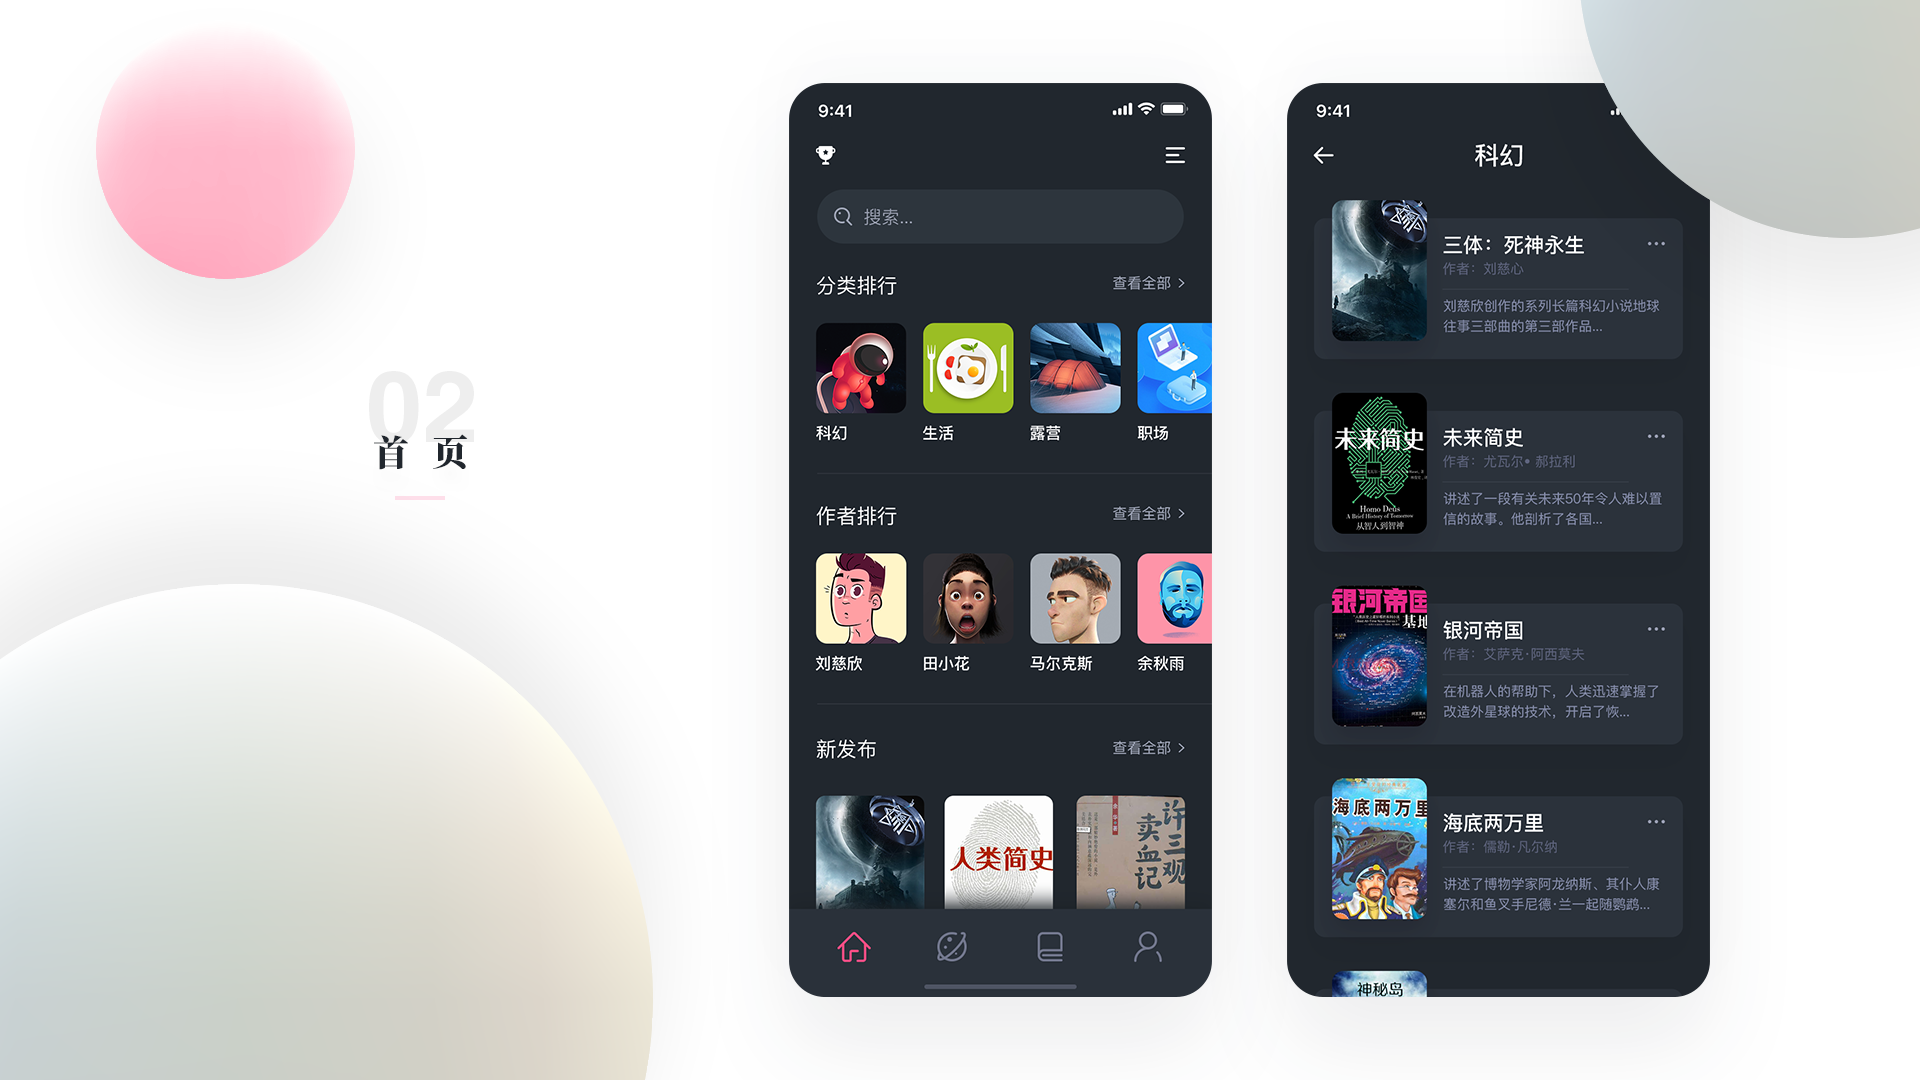 02
首 页
9:41
搜索...
分类排行
查看全部
科幻
生活
露营
职场
作者排行
查看全部
刘慈欣
田小花
马尔克斯
余秋雨
新发布
查看全部
人类简史
许三观
卖血记
9:41
科幻
三体：死神永生
作者：刘慈心
刘慈欣创作的系列长篇科幻小说地球
往事三部曲的第三部作品...
未来简史
Homo Deus
A Brief History of Tomorrow
从智人到智神
未来简史
作者：尤瓦尔• 郝拉利
讲述了一段有关未来50年令人难以置
信的故事。他剖析了各国...
银河帝国
基地
银河帝国
作者：艾萨克·阿西莫夫
在机器人的帮助下，人类迅速掌握了
改造外星球的技术，开启了恢...
海底两万里
海底两万里
作者：儒勒·凡尔纳
讲述了博物学家阿龙纳斯、其仆人康
塞尔和鱼叉手尼德·兰一起随鹦鹉...
神秘岛